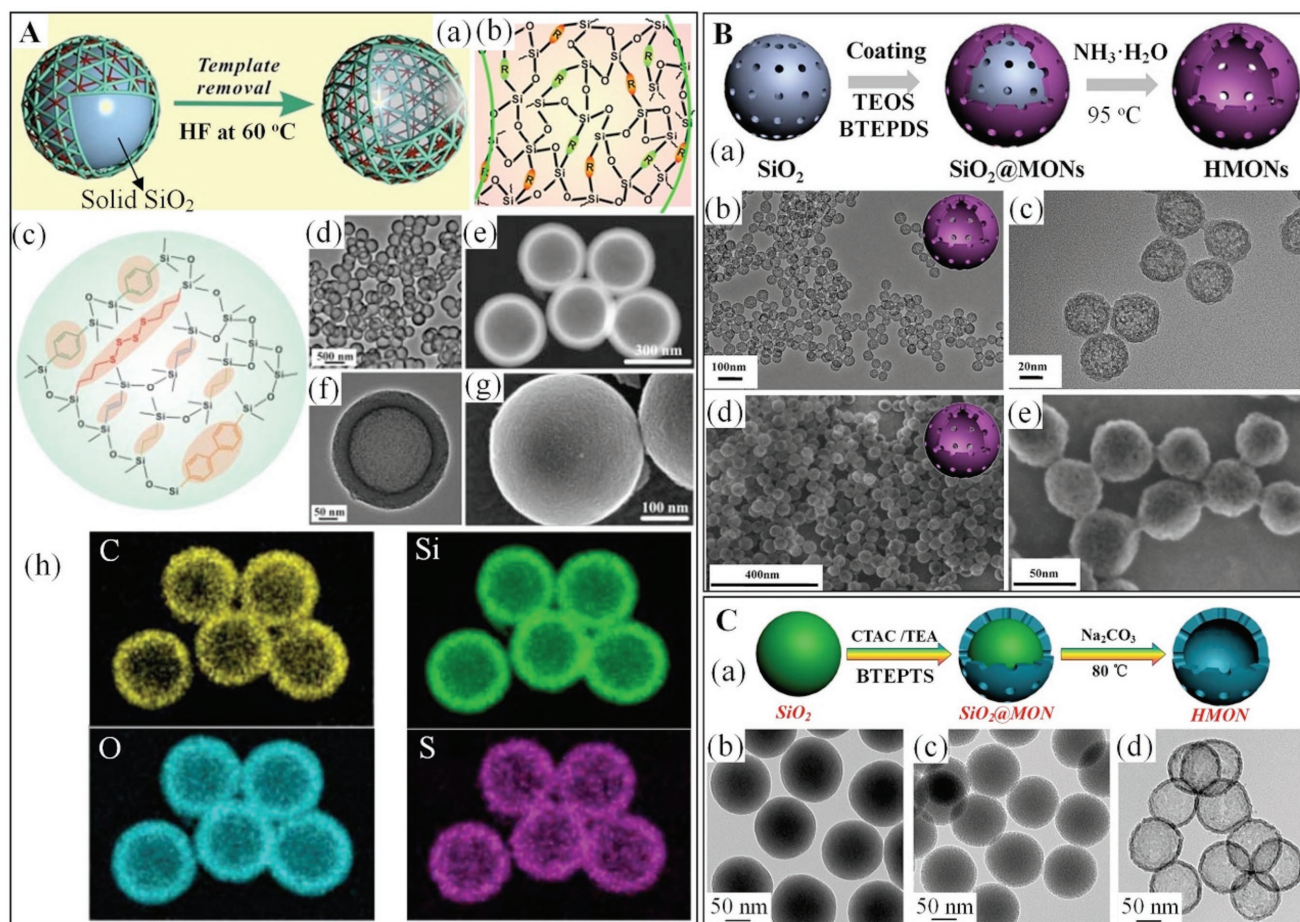 A
(a)
Template
removal
HF at 60 °C
Solid SiO₂
(b)
R
R
R
R
R
R
R
R
R
R
Si
O
(c)
Si
O
S
S
S
S
(d)
500 nm
(e)
300 nm
(f)
50 nm
(g)
100 nm
(h)
C
Si
O
S
B
(a)
SiO₂
Coating
TEOS
BTEPDS
SiO₂@MONs
NH₃·H₂O
95 °C
HMONs
(b)
100nm
(c)
20nm
(d)
400nm
(e)
50nm
C
(a)
SiO₂
CTAC /TEA
BTEPTS
SiO₂@MON
Na₂CO₃
80 ℃
HMON
(b)
50 nm
(c)
50 nm
(d)
50 nm